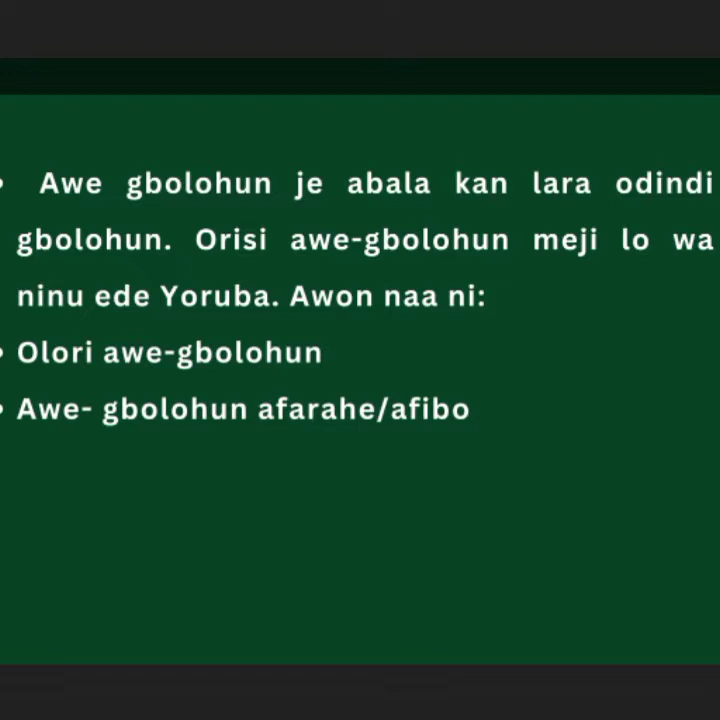 • Awe gbolohun je abala kan lara odindi
gbolohun. Orisi awe-gbolohun meji lo wa
ninu ede Yoruba. Awon naa ni:
• Olori awe-gbolohun
• Awe- gbolohun afarahe/afibo